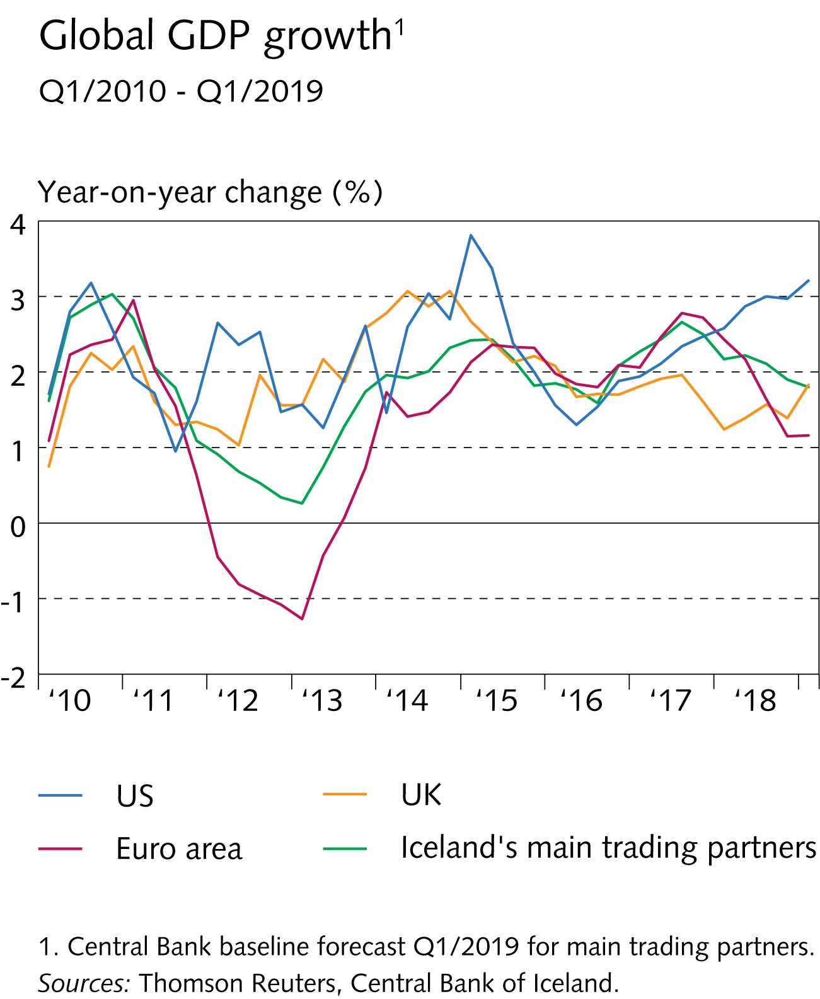 Global GDP growth¹
Q1/2010 - Q1/2019
Year-on-year change (%)
4
3
2
1
0
-1
-2
‘10 ‘11 ‘12 ‘13 ‘14 ‘15 ‘16 ‘17 ‘18
US
UK
Euro area
Iceland's main trading partners
1. Central Bank baseline forecast Q1/2019 for main trading partners.
Sources: Thomson Reuters, Central Bank of Iceland.